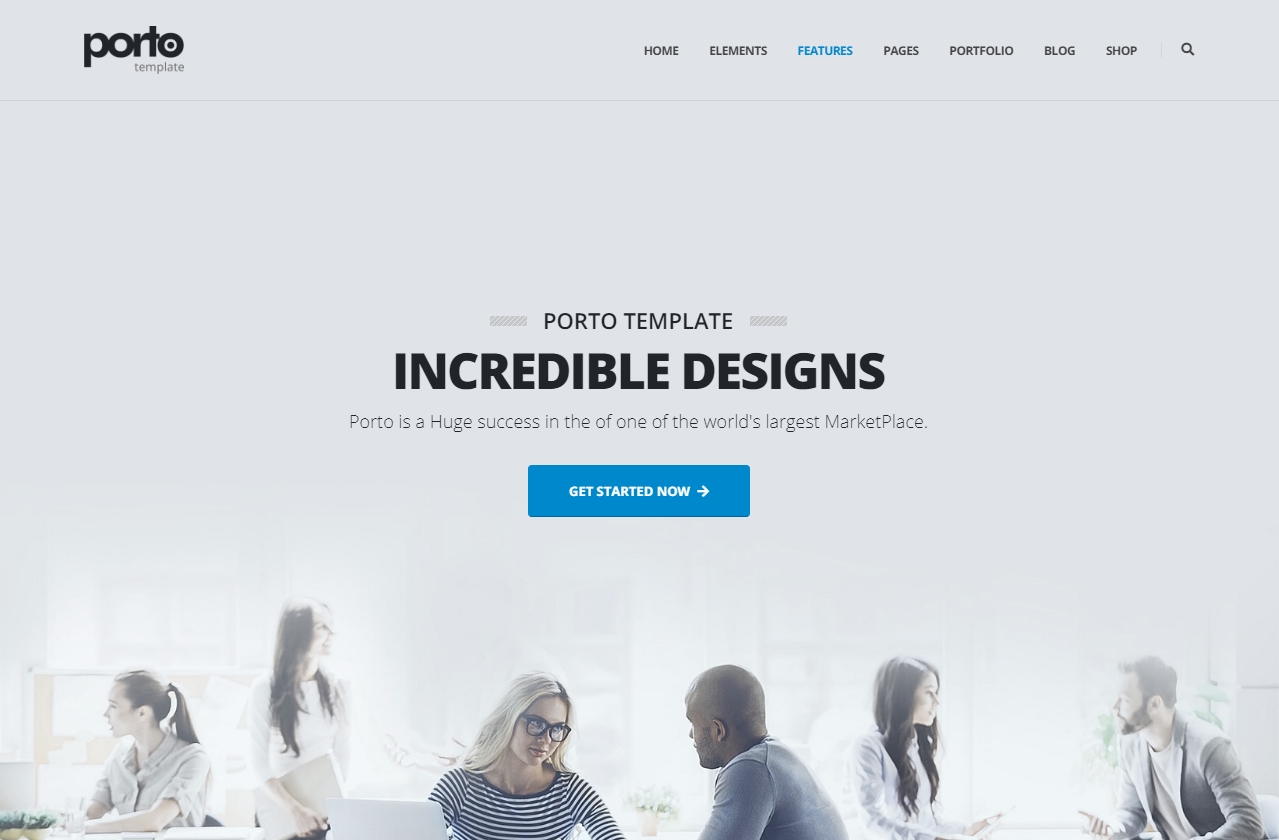 porto
template
HOME ELEMENTS FEATURES PAGES PORTFOLIO BLOG SHOP
PORTO TEMPLATE
INCREDIBLE DESIGNS
Porto is a Huge success in the of one of the world's largest MarketPlace.
GET STARTED NOW